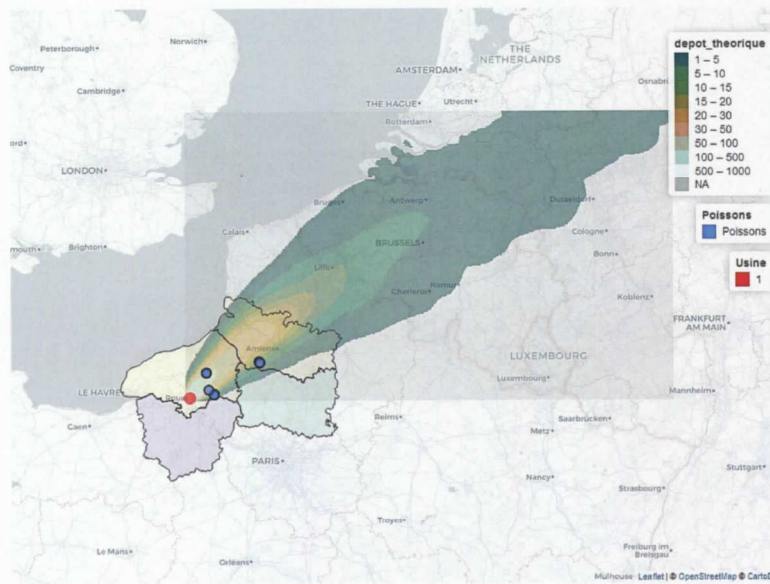 Peterborough
Norwich
Coventry
THE
NETHERLANDS
AMSTERDAM
Cambridge
THE HAGUE
Utrecht
Rotterdam
LONDON
Bruges
Antwerp
Dusseldorf
Calais
Brighton
BRUSSELS
Cologne
Lille
Bonn
Charleroi
Namur
Koblenz
FRANKFURT
AM MAIN
Amiens
LUXEMBOURG
LE HAVRE
Luxembourg
Mannheim
Caen
Reims
Saarbrücken
Metz
PARIS
Nancy
Stuttgart
Strasbourg
Troyes
Le Mans
Orléans
Freiburg im
Breisgau
Mulhouse
Leaflet | © OpenStreetMap © CartoD
depot_theorique
1 – 5
5 – 10
10 – 15
15 – 20
20 – 30
30 – 50
50 – 100
100 – 500
500 – 1000
NA
Poissons
Poissons
Usine
1